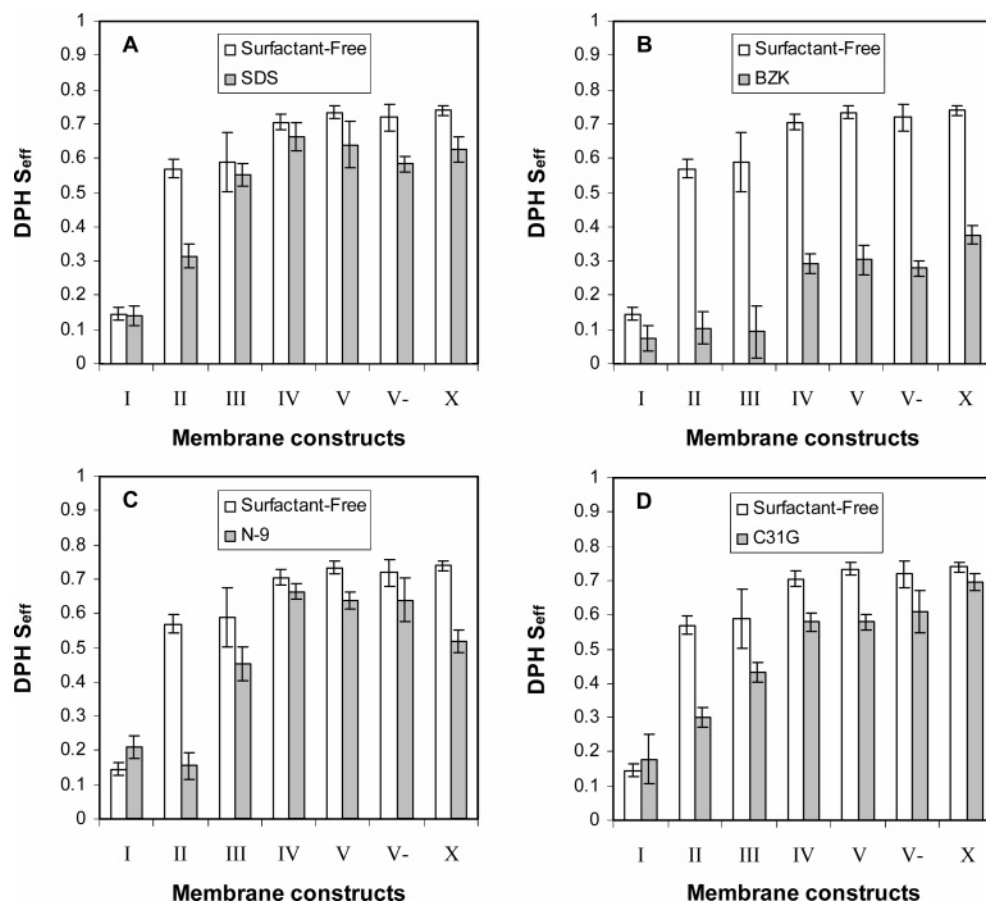 A
Surfactant-Free
SDS
DPH Seff
1
0.9
0.8
0.7
0.6
0.5
0.4
0.3
0.2
0.1
0
I II III IV V V- X
Membrane constructs
B
Surfactant-Free
BZK
DPH Seff
1
0.9
0.8
0.7
0.6
0.5
0.4
0.3
0.2
0.1
0
I II III IV V V- X
Membrane constructs
C
Surfactant-Free
N-9
DPH Seff
1
0.9
0.8
0.7
0.6
0.5
0.4
0.3
0.2
0.1
0
I II III IV V V- X
Membrane constructs
D
Surfactant-Free
C31G
DPH Seff
1
0.9
0.8
0.7
0.6
0.5
0.4
0.3
0.2
0.1
0
I II III IV V V- X
Membrane constructs